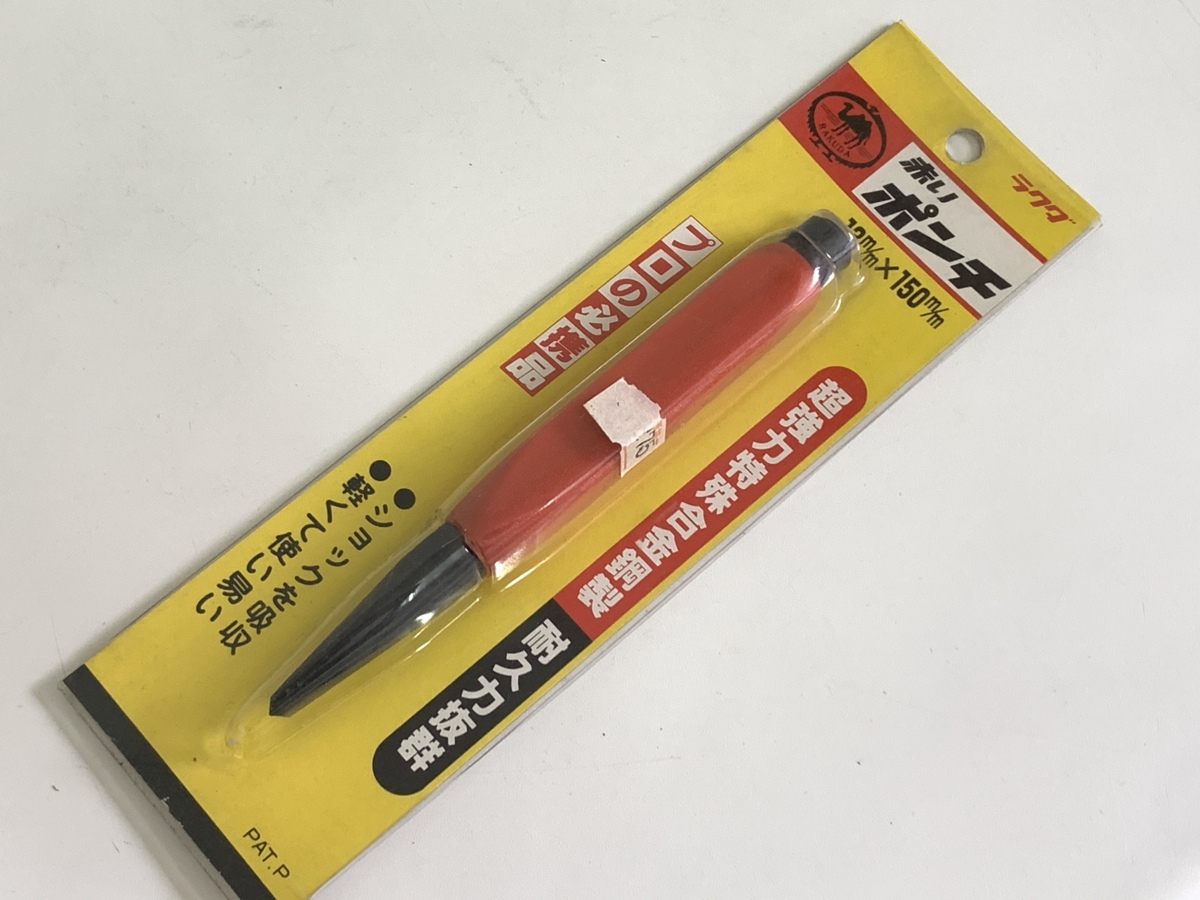 ラクダ
RAKUDA
赤い
ポンチ
13m/m×150m/m
プロの必携品
超強力特殊合金鋼製
耐久力抜群
●ショックを吸収
●軽くて使い易い
PAT.P